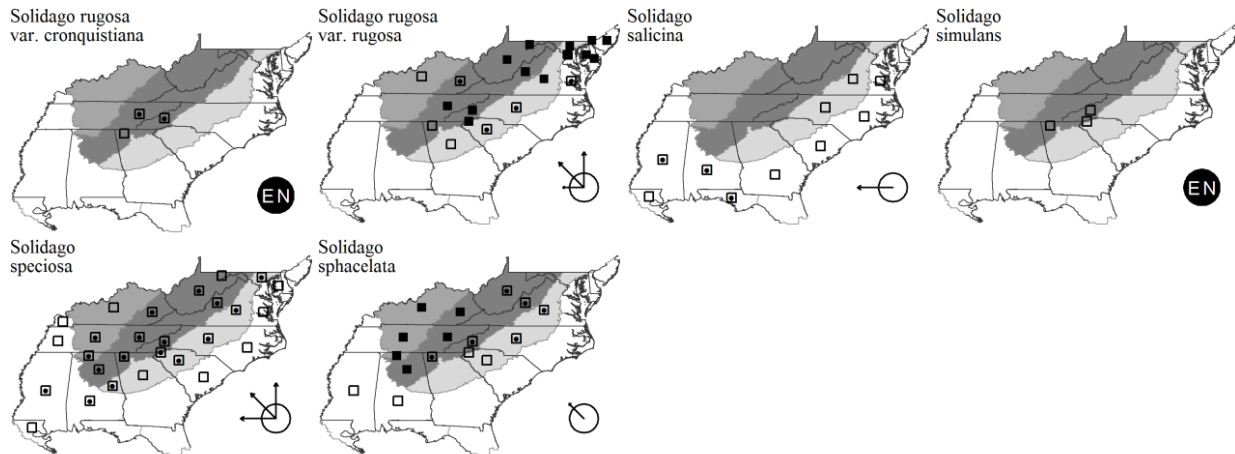 Solidago rugosa
var. cronquistiana
EN
Solidago rugosa
var. rugosa
Solidago
salicina
Solidago
simulans
EN
Solidago
speciosa
Solidago
sphacelata